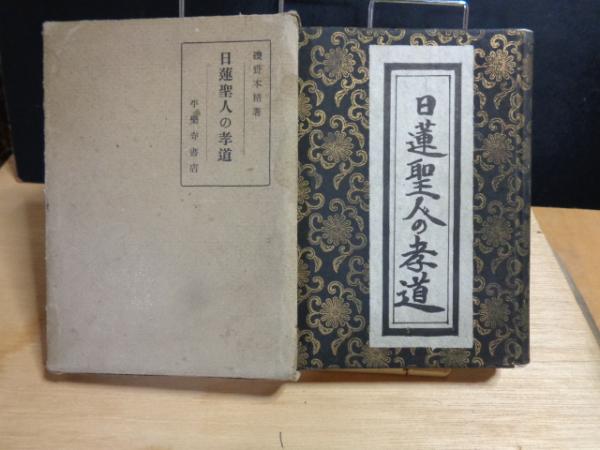 磯野本精著
日蓮聖人の孝道
平樂寺書店
日蓮聖人の孝道